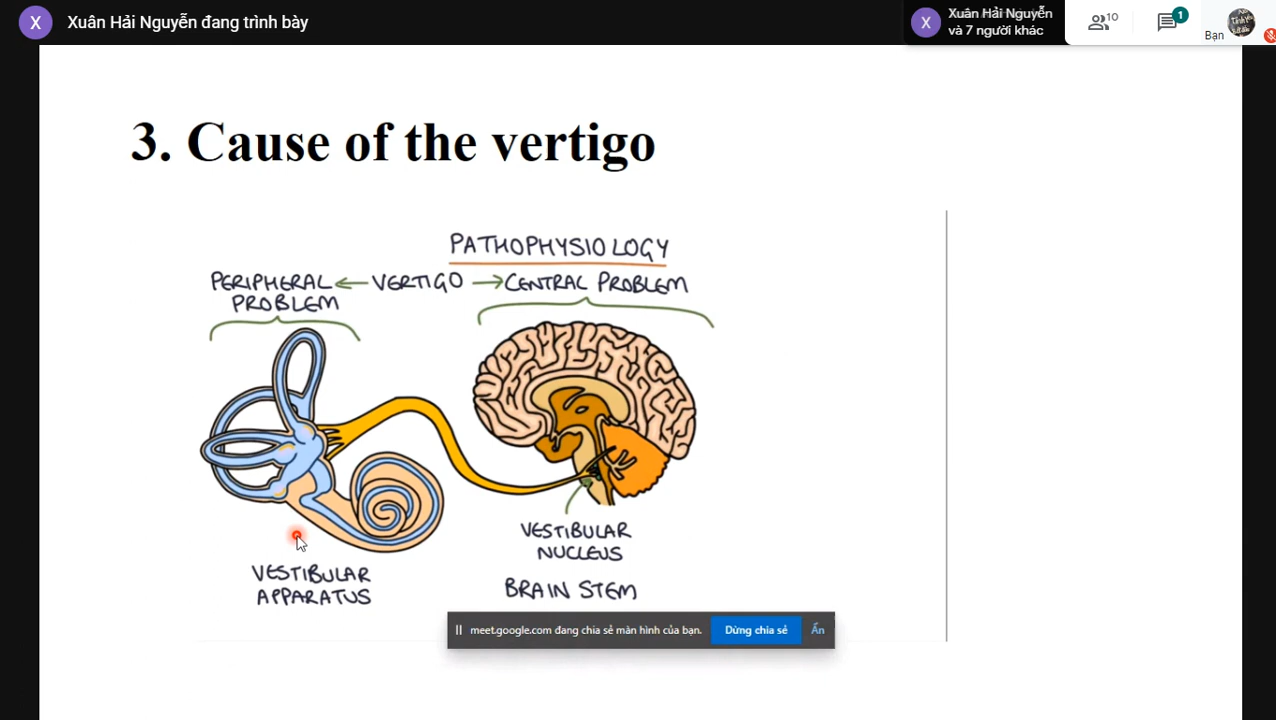 X Xuân Hải Nguyễn đang trình bày
X Xuân Hải Nguyễn
và 7 người khác
10
1
Bạn
3. Cause of the vertigo
PATHOPHYSIOLOGY
PERIPHERAL ← VERTIGO → CENTRAL PROBLEM
PROBLEM
VESTIBULAR
NUCLEUS
VESTIBULAR
APPARATUS
BRAIN STEM
meet.google.com đang chia sẻ màn hình của bạn. Dừng chia sẻ Ẩn